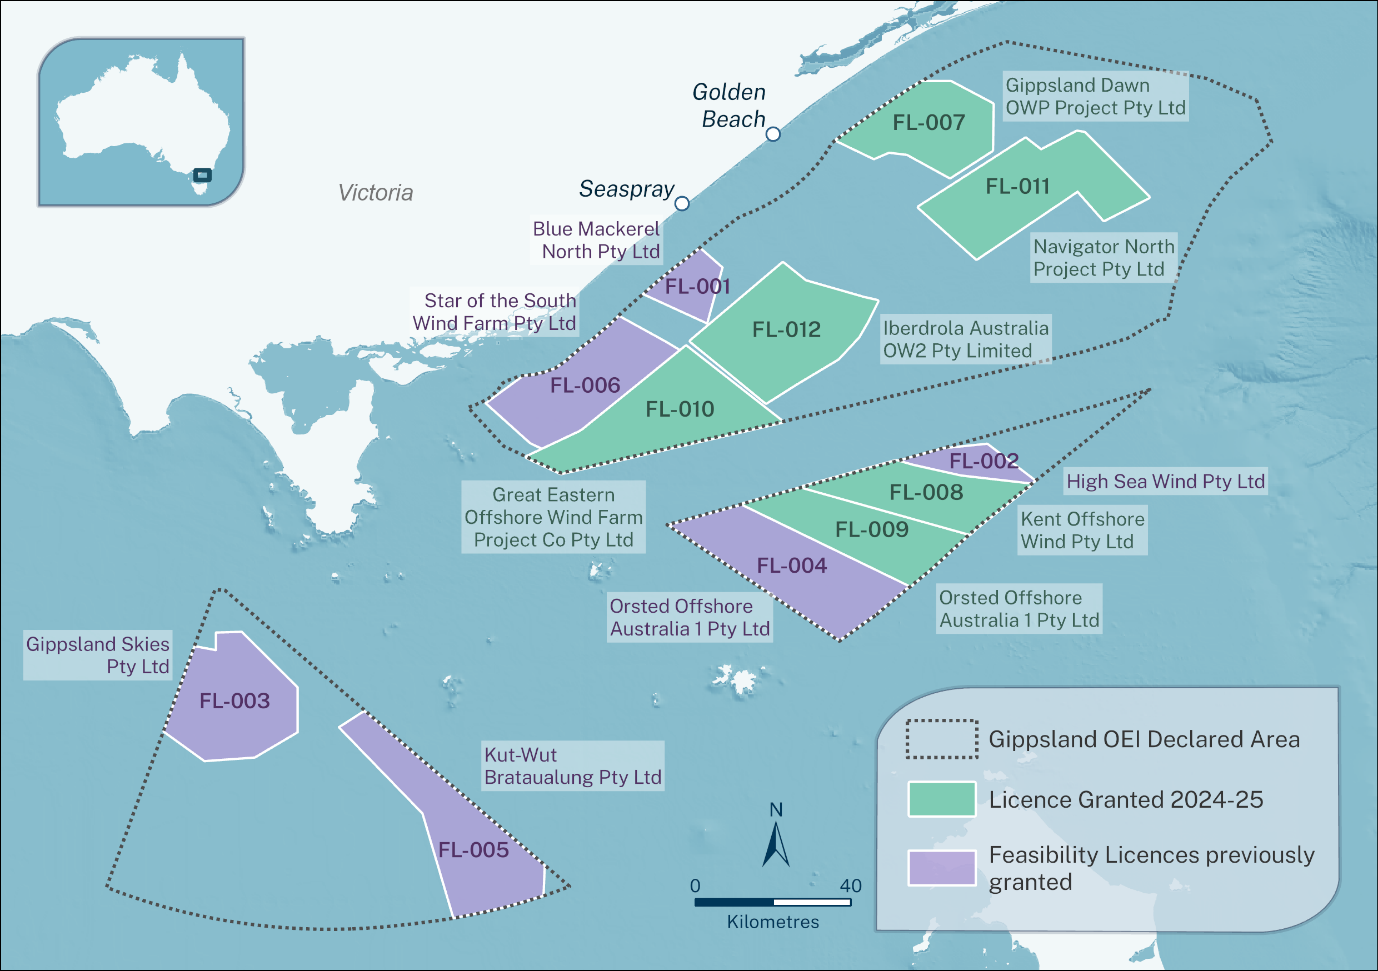 Golden
Beach
Gippsland Dawn
OWP Project Pty Ltd
FL-007
Victoria
Seaspray
FL-011
Blue Mackerel
North Pty Ltd
Navigator North
Project Pty Ltd
FL-001
Star of the South
Wind Farm Pty Ltd
FL-012
Iberdrola Australia
OW2 Pty Limited
FL-006
FL-010
FL-002
High Sea Wind Pty Ltd
Great Eastern
Offshore Wind Farm
Project Co Pty Ltd
FL-008
Kent Offshore
Wind Pty Ltd
FL-009
FL-004
Orsted Offshore
Australia 1 Pty Ltd
Orsted Offshore
Australia 1 Pty Ltd
Gippsland Skies
Pty Ltd
FL-003
Kut-Wut
Brataualung Pty Ltd
FL-005
N
0 40
Kilometres
Gippsland OEI Declared Area
Licence Granted 2024-25
Feasibility Licences previously
granted